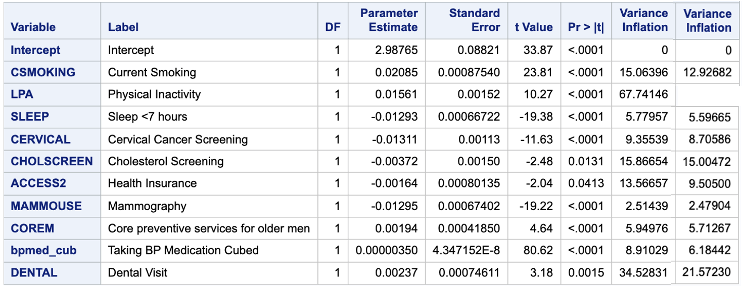 Variable Label DF Parameter Estimate Standard Error t Value Pr > |t| Variance Inflation Variance Inflation
Intercept Intercept 1 2.98765 0.08821 33.87 <.0001 0 0
CSMOKING Current Smoking 1 0.02085 0.00087540 23.81 <.0001 15.06396 12.92682
LPA Physical Inactivity 1 0.01561 0.00152 10.27 <.0001 67.74146
SLEEP Sleep <7 hours 1 -0.01293 0.00066722 -19.38 <.0001 5.77957 5.59665
CERVICAL Cervical Cancer Screening 1 -0.01311 0.00113 -11.63 <.0001 9.35539 8.70586
CHOLSCREEN Cholesterol Screening 1 -0.00372 0.00150 -2.48 0.0131 15.86654 15.00472
ACCESS2 Health Insurance 1 -0.00164 0.00080135 -2.04 0.0413 13.56657 9.50500
MAMMOUSE Mammography 1 -0.01295 0.00067402 -19.22 <.0001 2.51439 2.47904
COREM Core preventive services for older men 1 0.00194 0.00041850 4.64 <.0001 5.94976 5.71267
bpmed_cub Taking BP Medication Cubed 1 0.00000350 4.347152E-8 80.62 <.0001 8.91029 6.18442
DENTAL Dental Visit 1 0.00237 0.00074611 3.18 0.0015 34.52831 21.57230